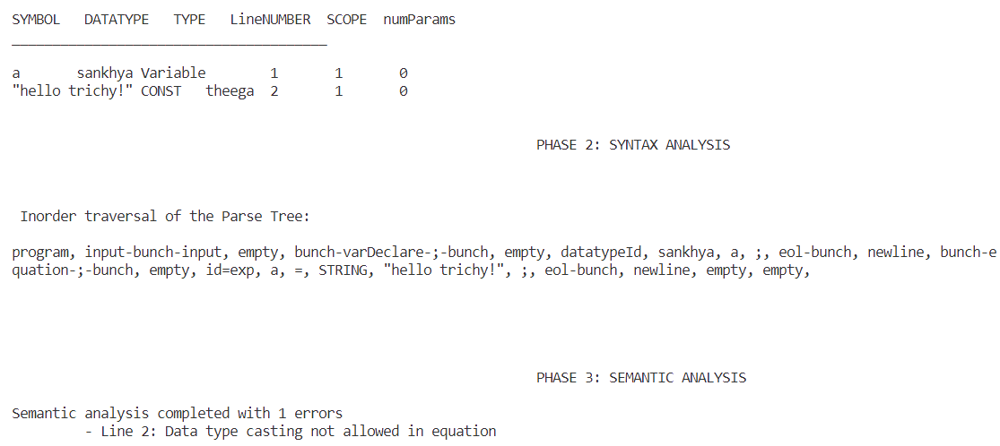 SYMBOL DATATYPE TYPE LineNUMBER SCOPE numParams
_______________________________________
a sankhya Variable 1 1 0
"hello trichy!" CONST theega 2 1 0
PHASE 2: SYNTAX ANALYSIS
Inorder traversal of the Parse Tree:
program, input-bunch-input, empty, bunch-varDeclare-;-bunch, empty, datatypeId, sankhya, a, ;, eol-bunch, newline, bunch-e
quation-;-bunch, empty, id=exp, a, =, STRING, "hello trichy!", ;, eol-bunch, newline, empty, empty,
PHASE 3: SEMANTIC ANALYSIS
Semantic analysis completed with 1 errors
- Line 2: Data type casting not allowed in equation